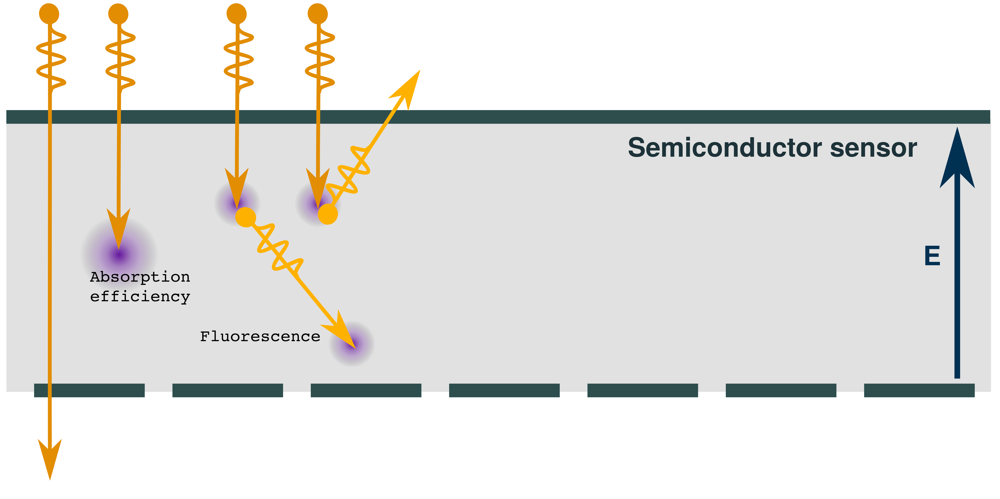 Semiconductor sensor
E
Absorption
efficiency
Fluorescence